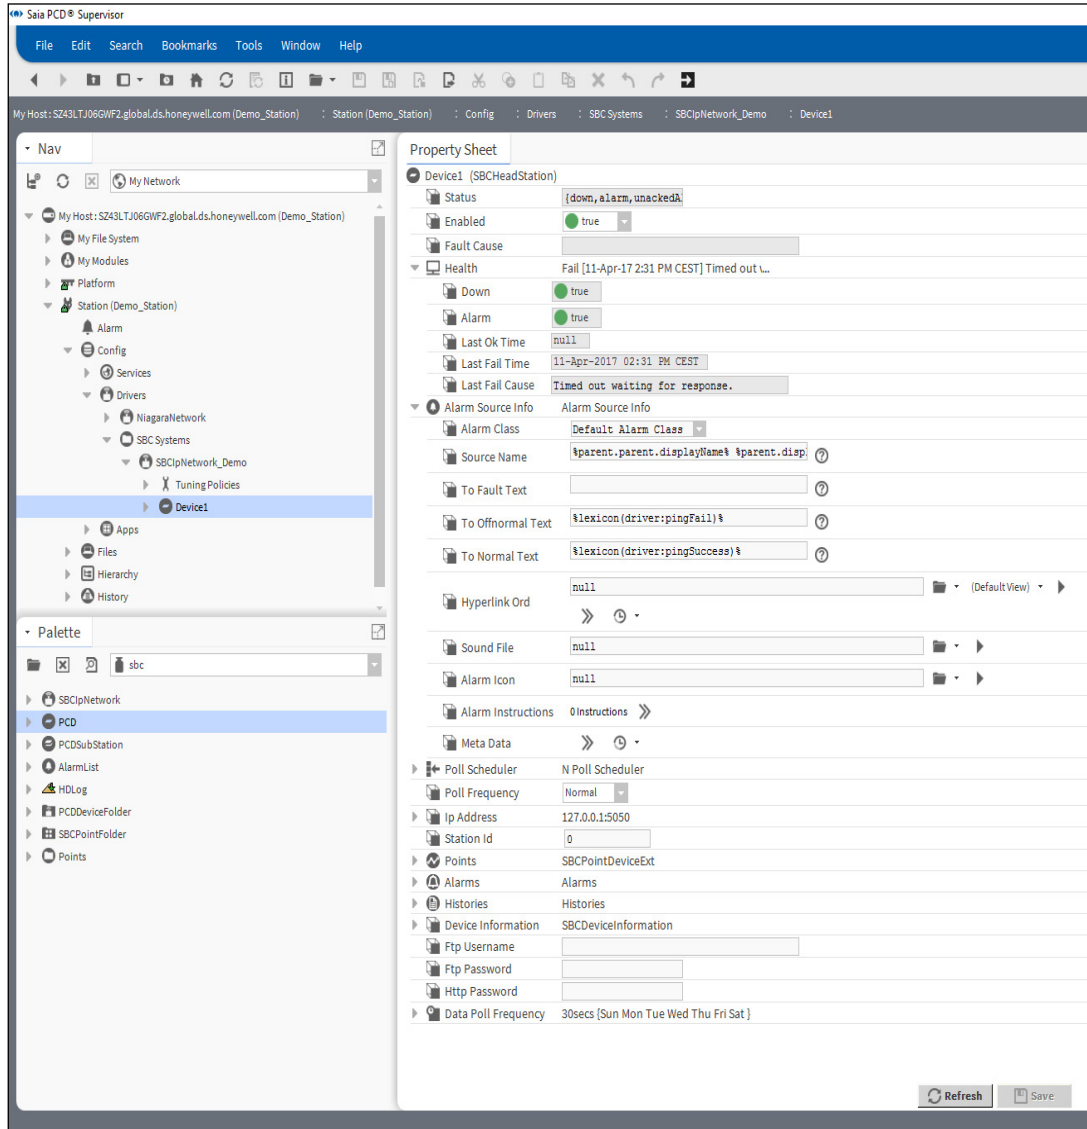 Saia PCD® Supervisor
File Edit Search Bookmarks Tools Window Help
My Host : SZ43LTJ06GWF2.global.ds.honeywell.com (Demo_Station) : Station (Demo_Station) : Config : Drivers : SBC Systems : SBCIpNetwork_Demo : Device1
Nav
My Network
My Host : SZ43LTJ06GWF2.global.ds.honeywell.com (Demo_Station)
My File System
My Modules
Platform
Station (Demo_Station)
Alarm
Config
Services
Drivers
NiagaraNetwork
SBC Systems
SBCIpNetwork_Demo
Tuning Policies
Device1
Apps
Files
Hierarchy
History
Palette
sbc
SBCIpNetwork
PCD
PCDSubStation
AlarmList
HDLog
PCDDeviceFolder
SBCPointFolder
Points
Property Sheet
Device1 (SBCHeadStation)
Status {down,alarm,unackedA
Enabled true
Fault Cause
Health Fail [11-Apr-17 2:31 PM CEST] Timed out w...
Down true
Alarm true
Last Ok Time null
Last Fail Time 11-Apr-2017 02:31 PM CEST
Last Fail Cause Timed out waiting for response.
Alarm Source Info Alarm Source Info
Alarm Class Default Alarm Class
Source Name %parent.parent.displayName% %parent.disp
To Fault Text
To Offnormal Text %lexicon(driver:pingFail)%
To Normal Text %lexicon(driver:pingSuccess)%
Hyperlink Ord null (Default View)
Sound File null
Alarm Icon null
Alarm Instructions 0 Instructions
Meta Data
Poll Scheduler N Poll Scheduler
Poll Frequency Normal
Ip Address 127.0.0.1:5050
Station Id 0
Points SBCPointDeviceExt
Alarms Alarms
Histories Histories
Device Information SBCDeviceInformation
Ftp Username
Ftp Password
Http Password
Data Poll Frequency 30secs {Sun Mon Tue Wed Thu Fri Sat }
Refresh Save